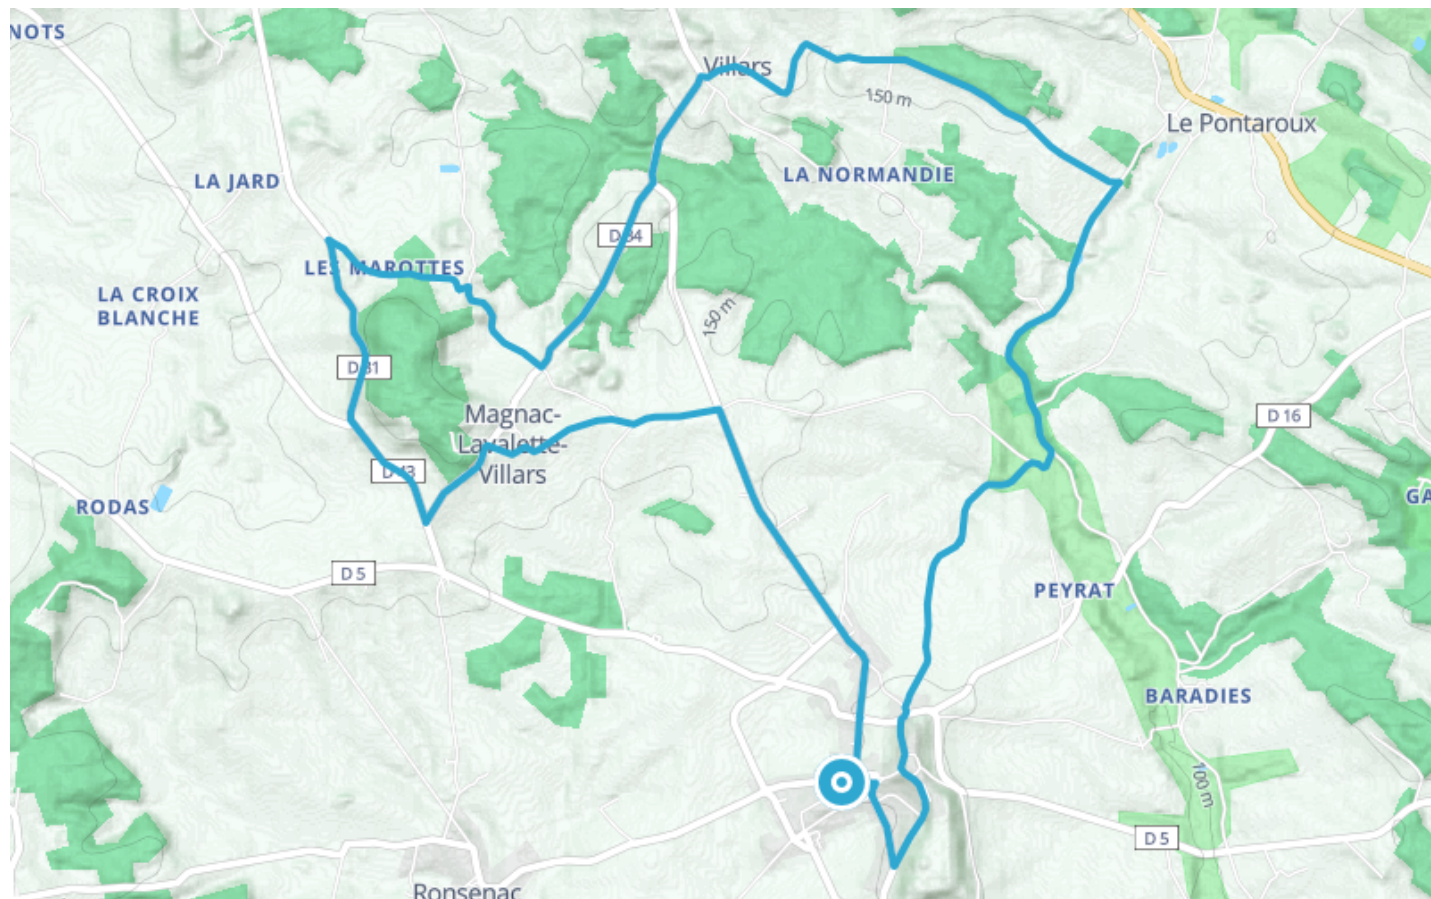 NOTS
Villars
150 m
Le Pontaroux
LA JARD
LA NORMANDIE
D 34
LES MAROTTES
LA CROIX
BLANCHE
150 m
D 81
Magnac-
Lavalette-
Villars
D 16
D 43
RODAS
GA
D 5
PEYRAT
BARADIES
100 m
D 5
Ronsenac